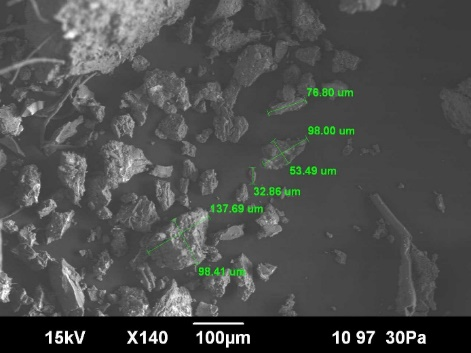 76.80 um
98.00 um
53.49 um
32.86 um
137.69 um
98.41 um
15kV X140 100µm 10 97 30Pa